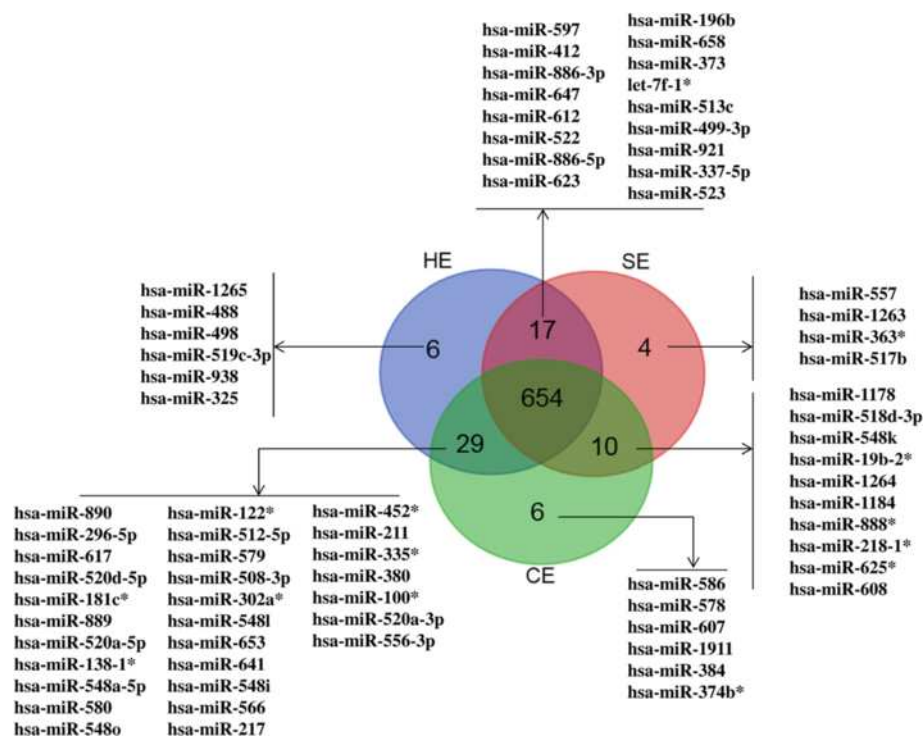 hsa-miR-597
hsa-miR-412
hsa-miR-886-3p
hsa-miR-647
hsa-miR-612
hsa-miR-522
hsa-miR-886-5p
hsa-miR-623
hsa-miR-196b
hsa-miR-658
hsa-miR-373
let-7f-1*
hsa-miR-513c
hsa-miR-499-3p
hsa-miR-921
hsa-miR-337-5p
hsa-miR-523
HE
SE
hsa-miR-1265
hsa-miR-488
hsa-miR-498
hsa-miR-519c-3p
hsa-miR-938
hsa-miR-325
6
17
4
654
29
10
6
CE
hsa-miR-557
hsa-miR-1263
hsa-miR-363*
hsa-miR-517b
hsa-miR-1178
hsa-miR-518d-3p
hsa-miR-548k
hsa-miR-19b-2*
hsa-miR-1264
hsa-miR-1184
hsa-miR-888*
hsa-miR-218-1*
hsa-miR-625*
hsa-miR-608
hsa-miR-890
hsa-miR-296-5p
hsa-miR-617
hsa-miR-520d-5p
hsa-miR-181c*
hsa-miR-889
hsa-miR-520a-5p
hsa-miR-138-1*
hsa-miR-548a-5p
hsa-miR-580
hsa-miR-548o
hsa-miR-122*
hsa-miR-512-5p
hsa-miR-579
hsa-miR-508-3p
hsa-miR-302a*
hsa-miR-548l
hsa-miR-653
hsa-miR-641
hsa-miR-548i
hsa-miR-566
hsa-miR-217
hsa-miR-452*
hsa-miR-211
hsa-miR-335*
hsa-miR-380
hsa-miR-100*
hsa-miR-520a-3p
hsa-miR-556-3p
hsa-miR-586
hsa-miR-578
hsa-miR-607
hsa-miR-1911
hsa-miR-384
hsa-miR-374b*